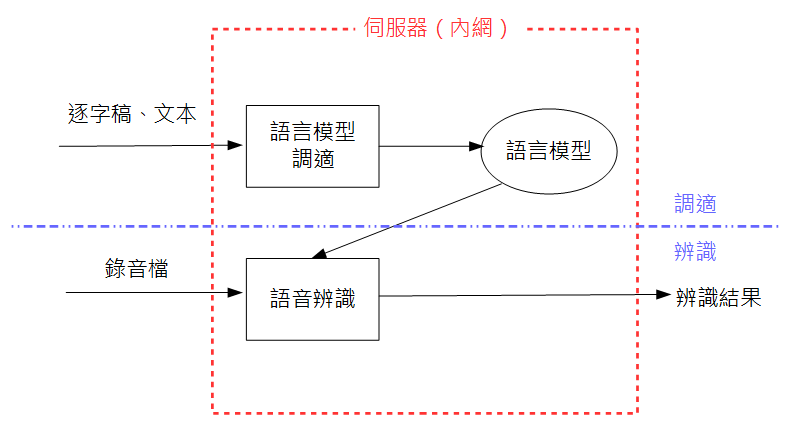 伺服器（內網）
逐字稿、文本
語言模型
調適
語言模型
調適
辨識
錄音檔
語音辨識
辨識結果